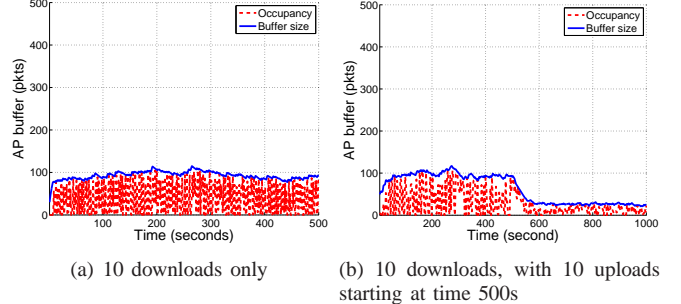 500
400
300
200
100
0
AP buffer (pkts)
Occupancy
Buffer size
100 200 300 400 500
Time (seconds)
(a) 10 downloads only
500
400
300
200
100
0
AP buffer (pkts)
Occupancy
Buffer size
200 400 600 800 1000
Time (seconds)
(b) 10 downloads, with 10 uploads
starting at time 500s